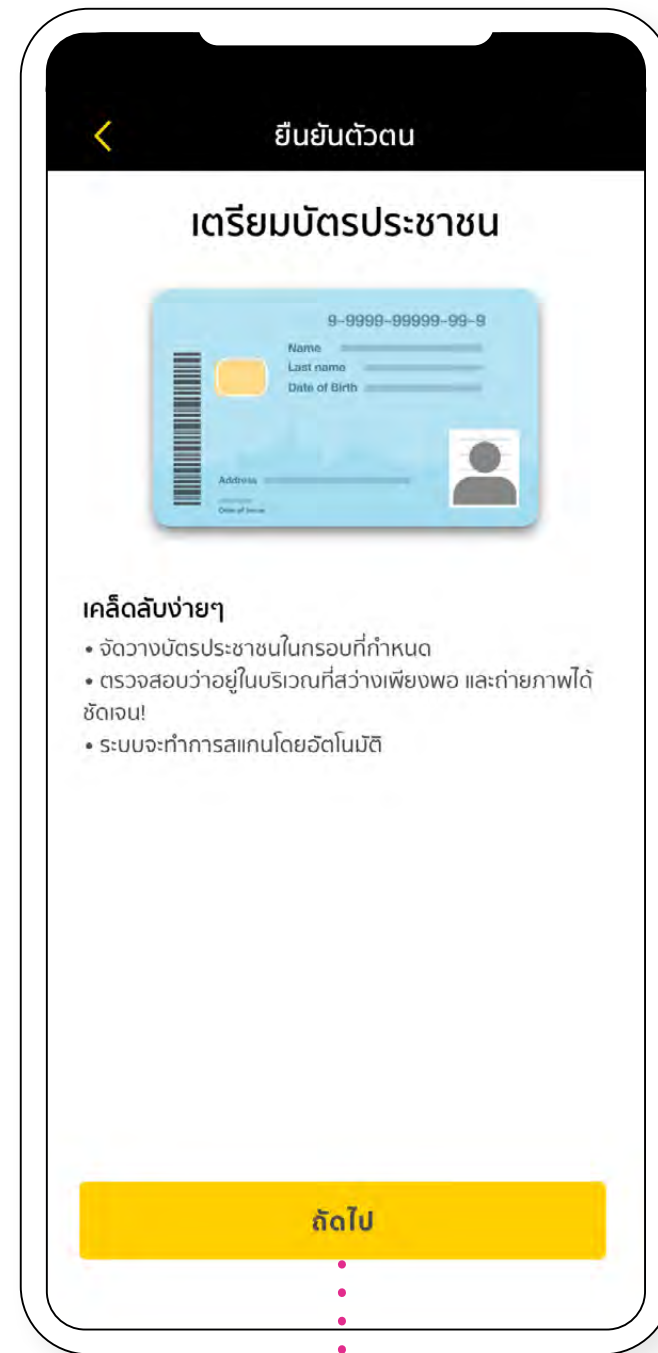 ยืนยันตัวตน
เตรียมบัตรประชาชน
9-9999-99999-99-9
Name
Last name
Date of Birth
Address
Date of Issue
เคล็ดลับง่ายๆ
• จัดวางบัตรประชาชนในกรอบที่กำหนด
• ตรวจสอบว่าอยู่ในบริเวณที่สว่างเพียงพอ และถ่ายภาพได้
ชัดเจน!
• ระบบจะทำการสแกนโดยอัตโนมัติ
ถัดไป